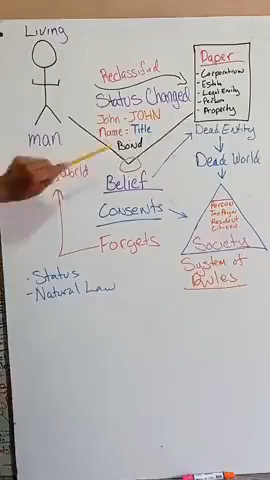 Living
man
Reclassified
Status Changed
John - JOHN
Name: Title
Bond
Paper
- Corporation
- Estate
- Legal Entity
- Person
- Property
Dead Entity
Dead World
World
Belief
Consents
Forgets
Person
Tax Payer
Resident
Citizen
Society
System of
Rules
- Status
- Natural Law